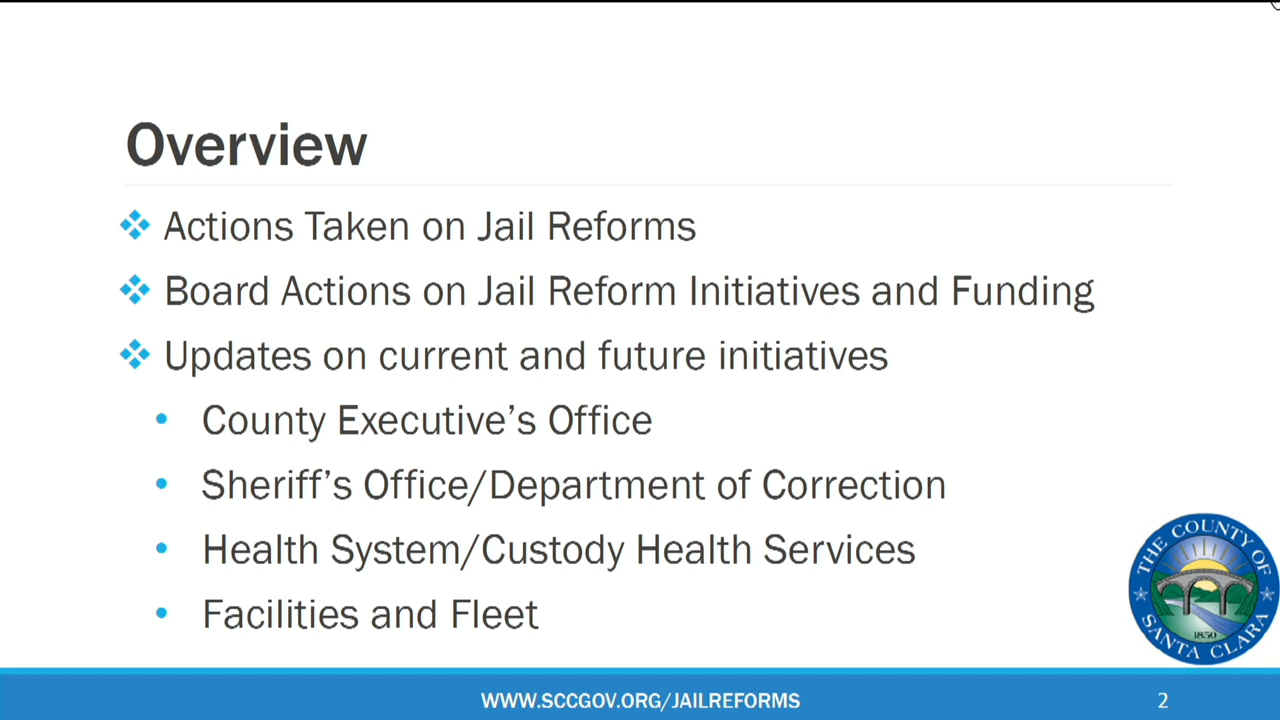 Overview
Actions Taken on Jail Reforms
Board Actions on Jail Reform Initiatives and Funding
Updates on current and future initiatives
County Executive’s Office
Sheriff’s Office/Department of Correction
Health System/Custody Health Services
Facilities and Fleet
THE COUNTY OF
1850
SANTA CLARA
WWW.SCCGOV.ORG/JAILREFORMS
2